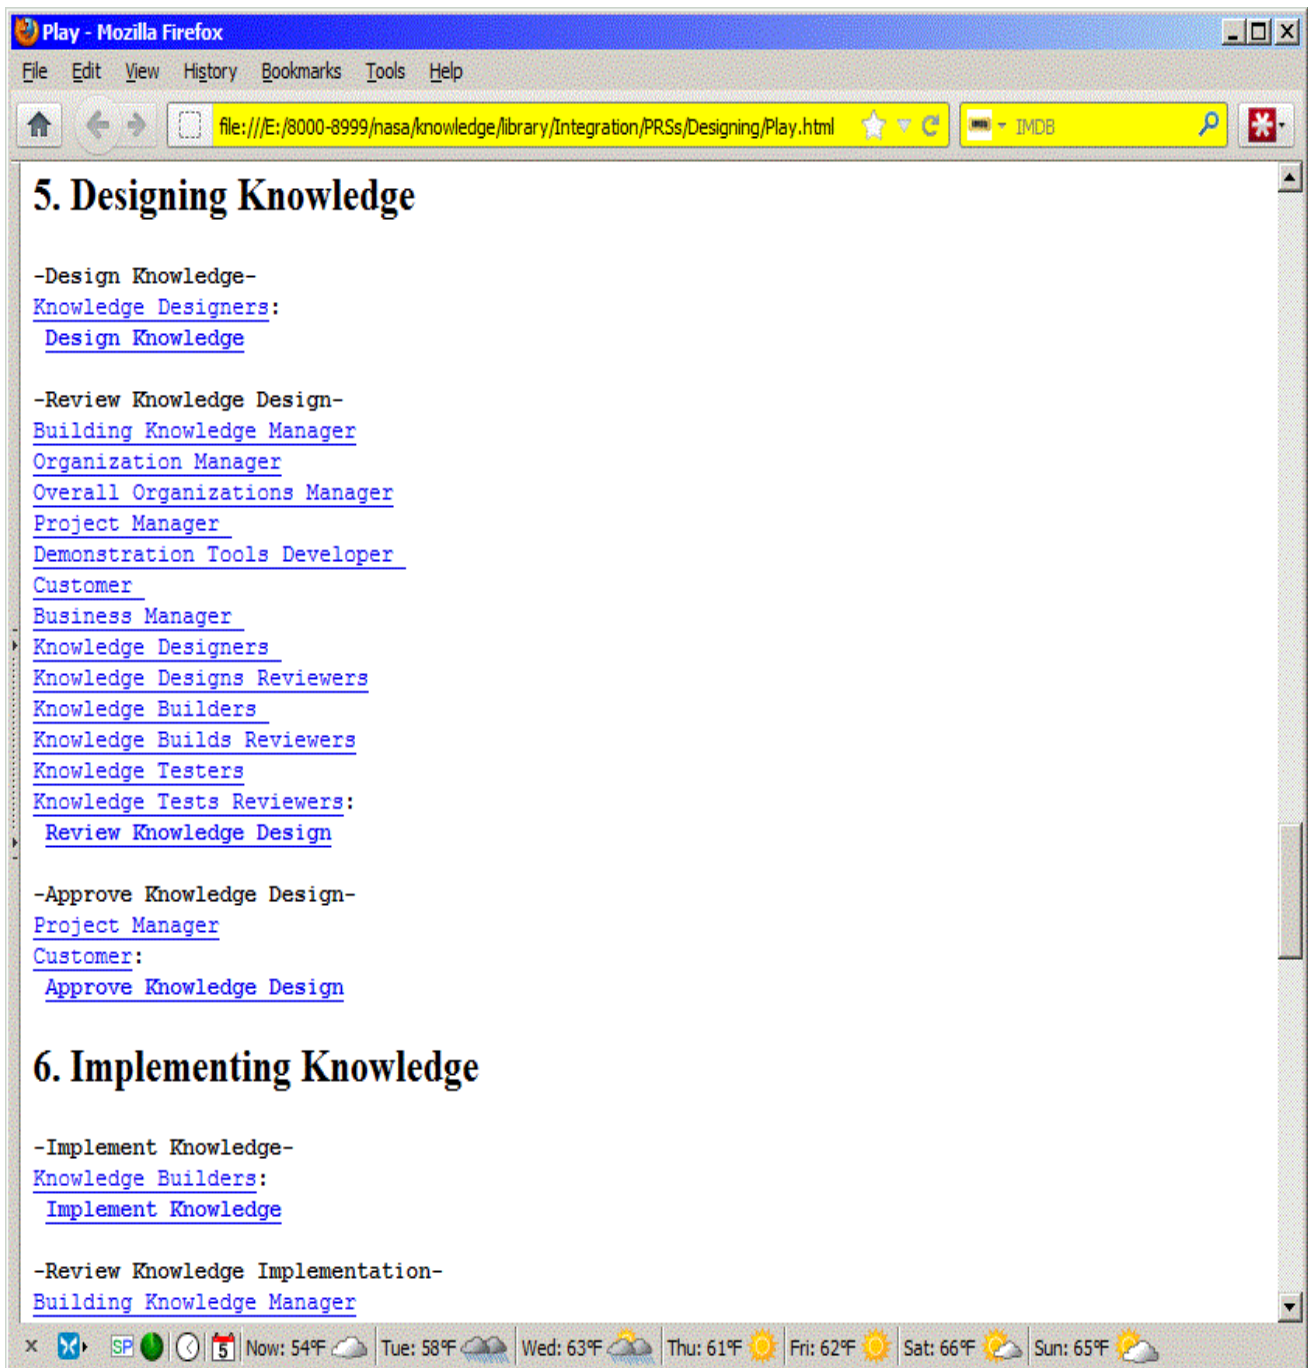 Play - Mozilla Firefox
File Edit View History Bookmarks Tools Help
file:///E:/8000-8999/nasa/knowledge/library/Integration/PRSs/Designing/Play.html IMDB
5. Designing Knowledge
-Design Knowledge-
Knowledge Designers:
Design Knowledge
-Review Knowledge Design-
Building Knowledge Manager
Organization Manager
Overall Organizations Manager
Project Manager
Demonstration Tools Developer
Customer
Business Manager
Knowledge Designers
Knowledge Designs Reviewers
Knowledge Builders
Knowledge Builds Reviewers
Knowledge Testers
Knowledge Tests Reviewers:
Review Knowledge Design
-Approve Knowledge Design-
Project Manager
Customer:
Approve Knowledge Design
6. Implementing Knowledge
-Implement Knowledge-
Knowledge Builders:
Implement Knowledge
-Review Knowledge Implementation-
Building Knowledge Manager
SP 5 Now: 54°F Tue: 58°F Wed: 63°F Thu: 61°F Fri: 62°F Sat: 66°F Sun: 65°F